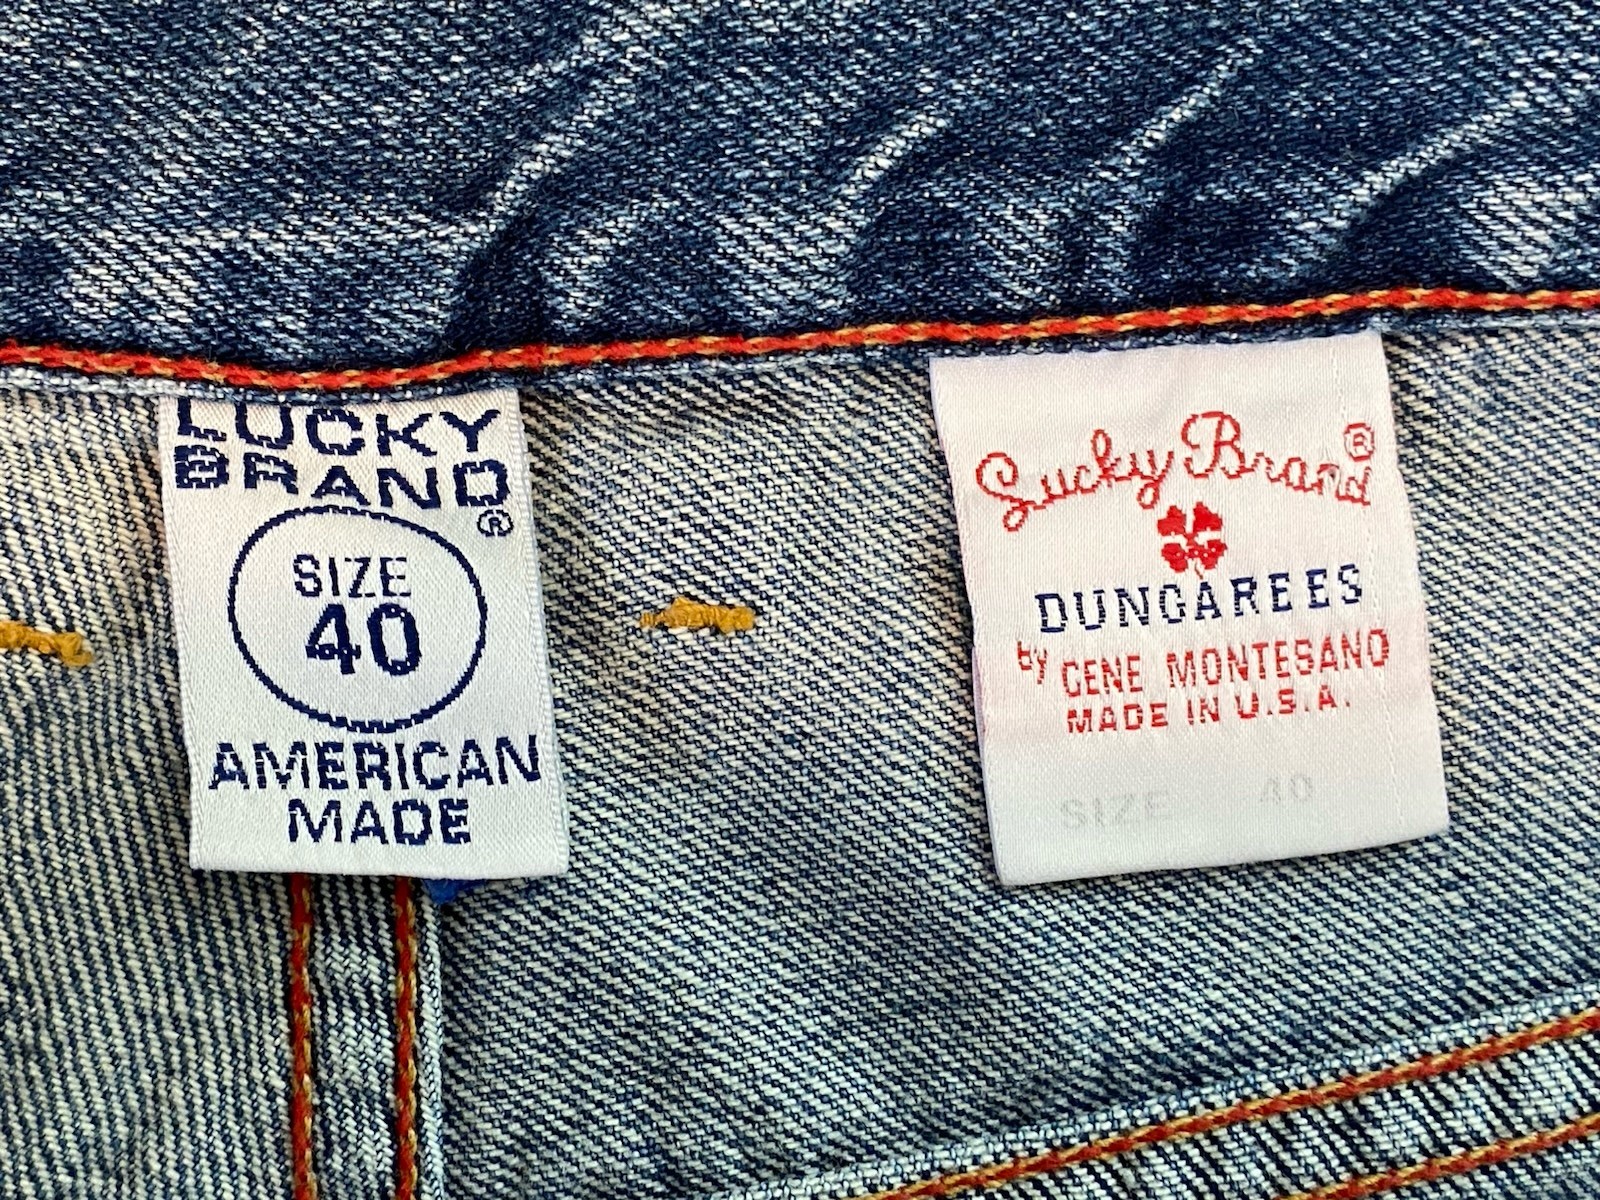 LUCKY
BRAND
®
SIZE
40
AMERICAN
MADE
Lucky Brand®
DUNGAREES
by GENE MONTESANO
MADE IN U.S.A.
SIZE 40